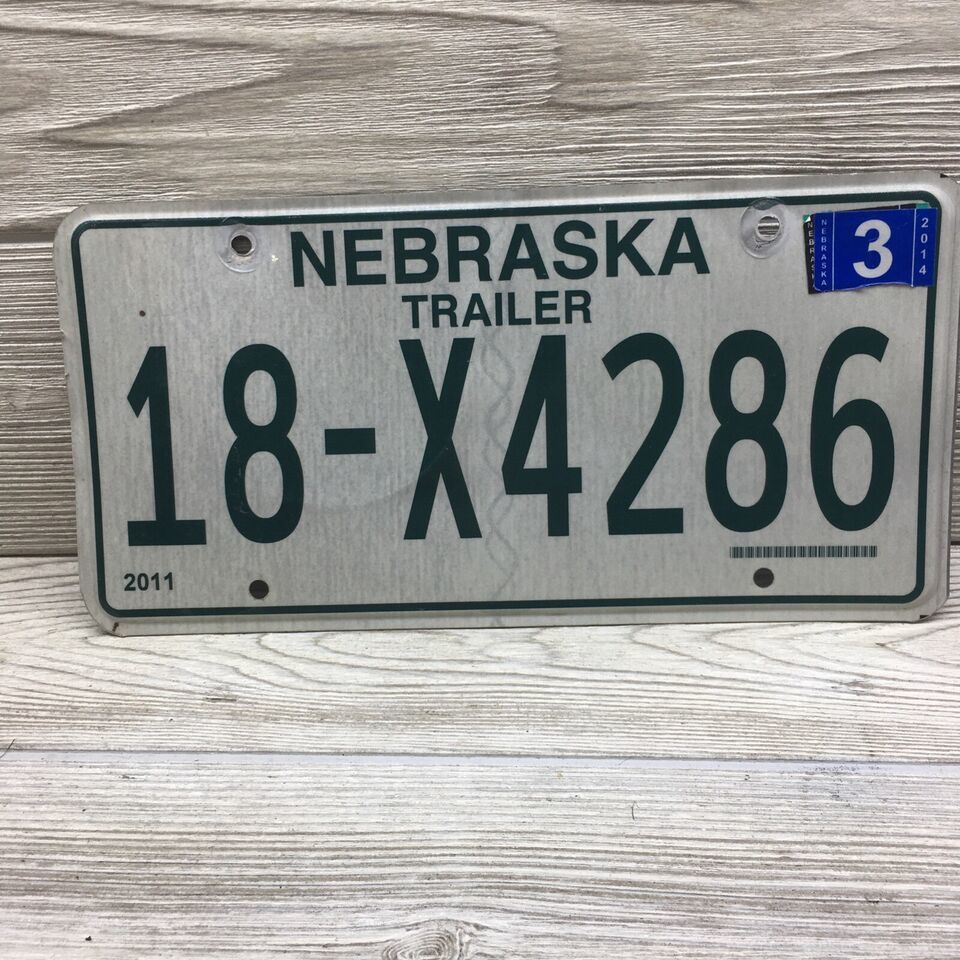 NEBRASKA
TRAILER
NEBRASKA
3
2014
18-X4286
2011